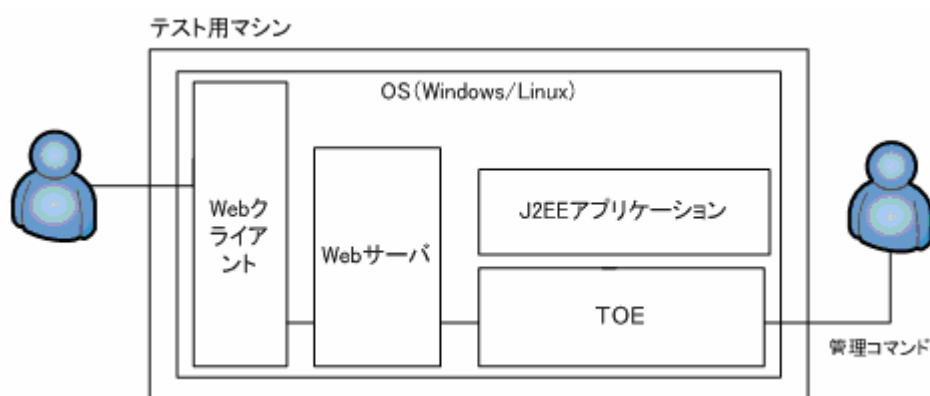 テスト用マシン
OS(Windows/Linux)
Webク
ライア
ント
Webサーバ
J2EEアプリケーション
TOE
管理コマンド